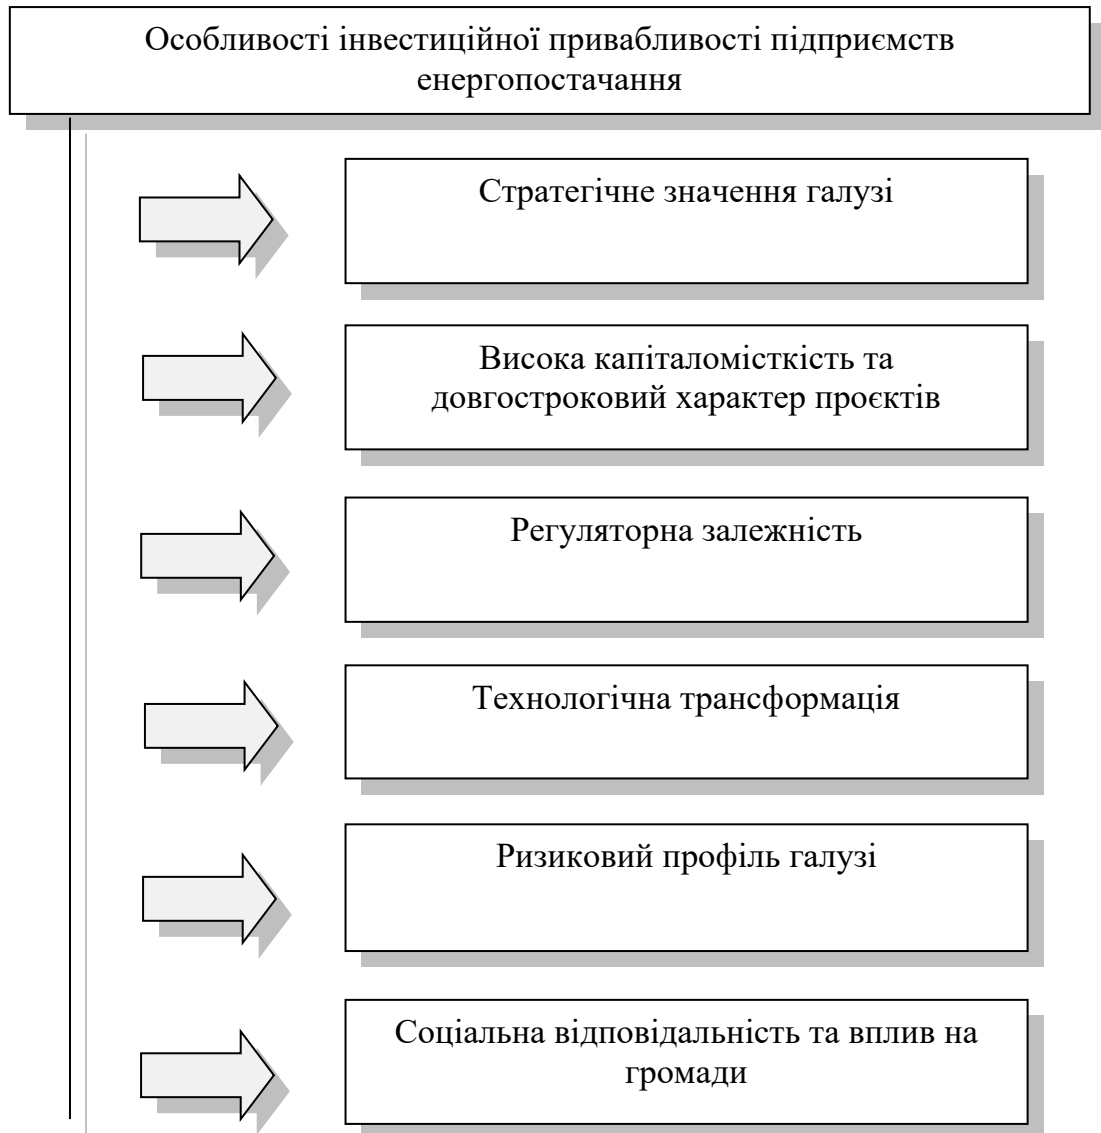 Особливості інвестиційної привабливості підприємств
енергопостачання
Стратегічне значення галузі
Висока капіталомісткість та
довгостроковий характер проєктів
Регуляторна залежність
Технологічна трансформація
Ризиковий профіль галузі
Соціальна відповідальність та вплив на
громади